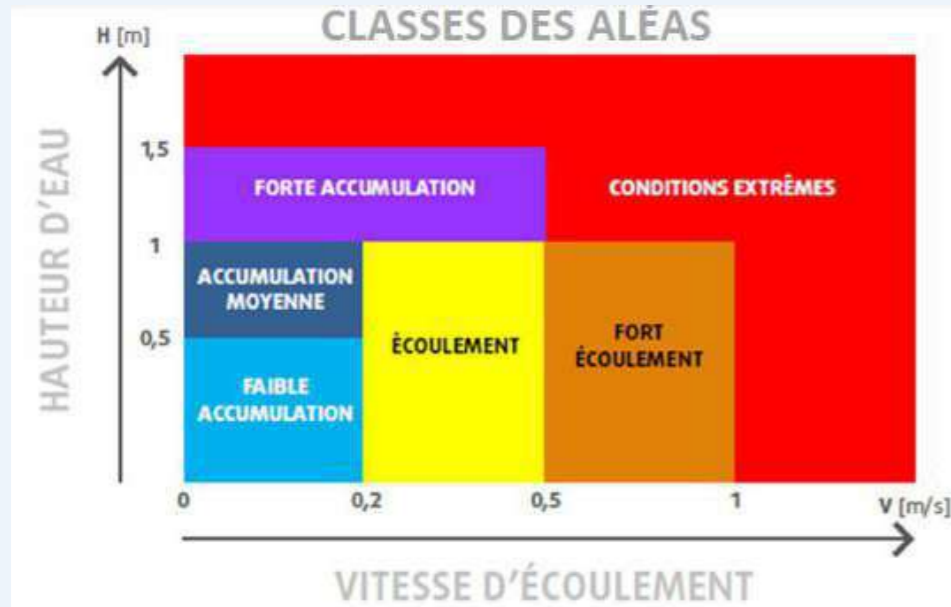 CLASSES DES ALÉAS
H [m]
HAUTEUR D'EAU
1,5
FORTE ACCUMULATION
CONDITIONS EXTRÊMES
1
ACCUMULATION
MOYENNE
0,5
ÉCOULEMENT
FORT
ÉCOULEMENT
FAIBLE
ACCUMULATION
0
0,2
0,5
1
V [m/s]
VITESSE D'ÉCOULEMENT